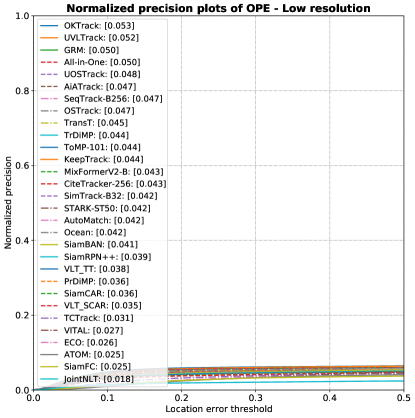 Normalized precision plots of OPE - Low resolution
1.0
0.8
0.6
0.4
0.2
0.0
Normalized precision
OKTrack: [0.053]
UVLTrack: [0.052]
GRM: [0.050]
All-in-One: [0.050]
UOSTrack: [0.048]
AiATrack: [0.047]
SeqTrack-B256: [0.047]
OSTrack: [0.047]
TransT: [0.045]
TrDiMP: [0.044]
ToMP-101: [0.044]
KeepTrack: [0.044]
MixFormerV2-B: [0.043]
CiteTracker-256: [0.043]
SimTrack-B32: [0.042]
STARK-ST50: [0.042]
AutoMatch: [0.042]
Ocean: [0.042]
SiamBAN: [0.041]
SiamRPN++: [0.039]
VLT_TT: [0.038]
PrDiMP: [0.036]
SiamCAR: [0.036]
VLT_SCAR: [0.035]
TCTrack: [0.031]
VITAL: [0.027]
ECO: [0.026]
ATOM: [0.025]
SiamFC: [0.025]
JointNLT: [0.018]
0.0 0.1 0.2 0.3 0.4 0.5
Location error threshold